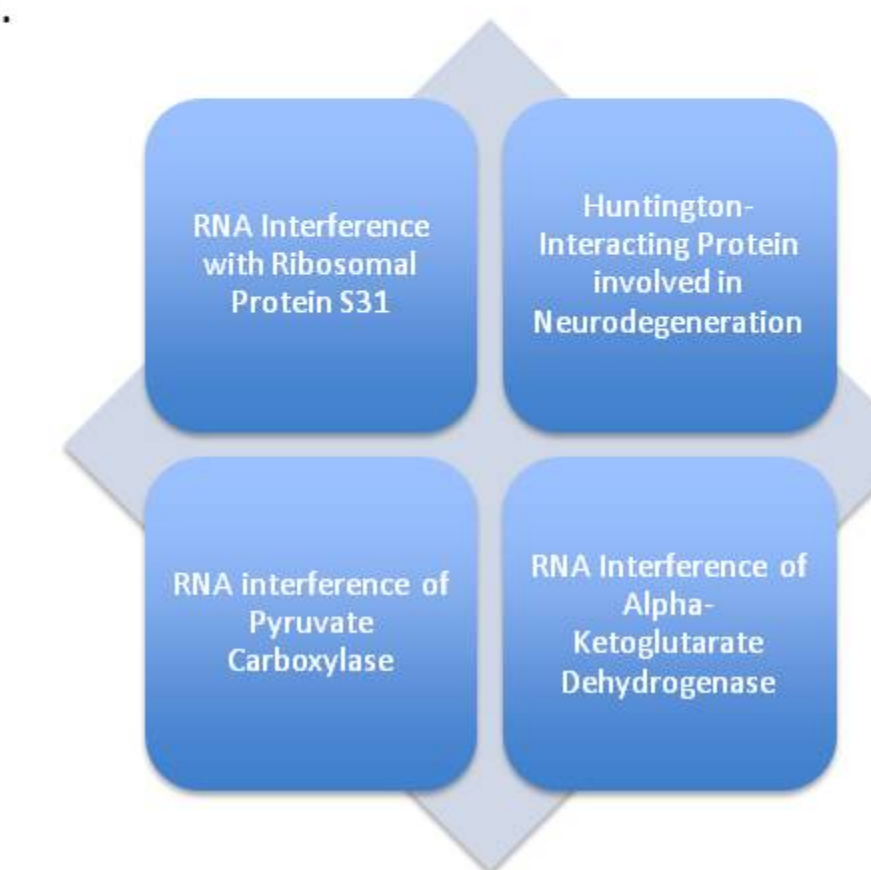 .
RNA Interference
with Ribosomal
Protein S31
Huntington-
Interacting Protein
involved in
Neurodegeneration
RNA interference of
Pyruvate
Carboxylase
RNA Interference of
Alpha-
Ketoglutarate
Dehydrogenase